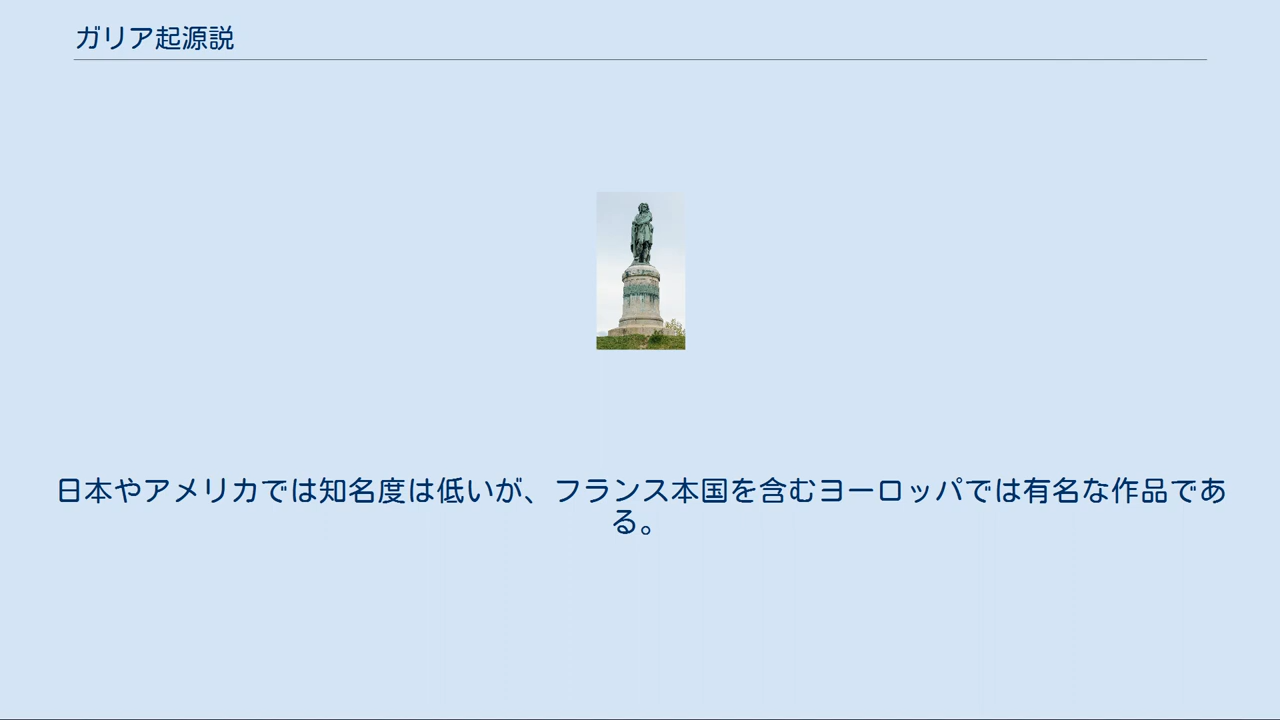 ガリア起源説
日本やアメリカでは知名度は低いが、フランス本国を含むヨーロッパでは有名な作品であ
る。